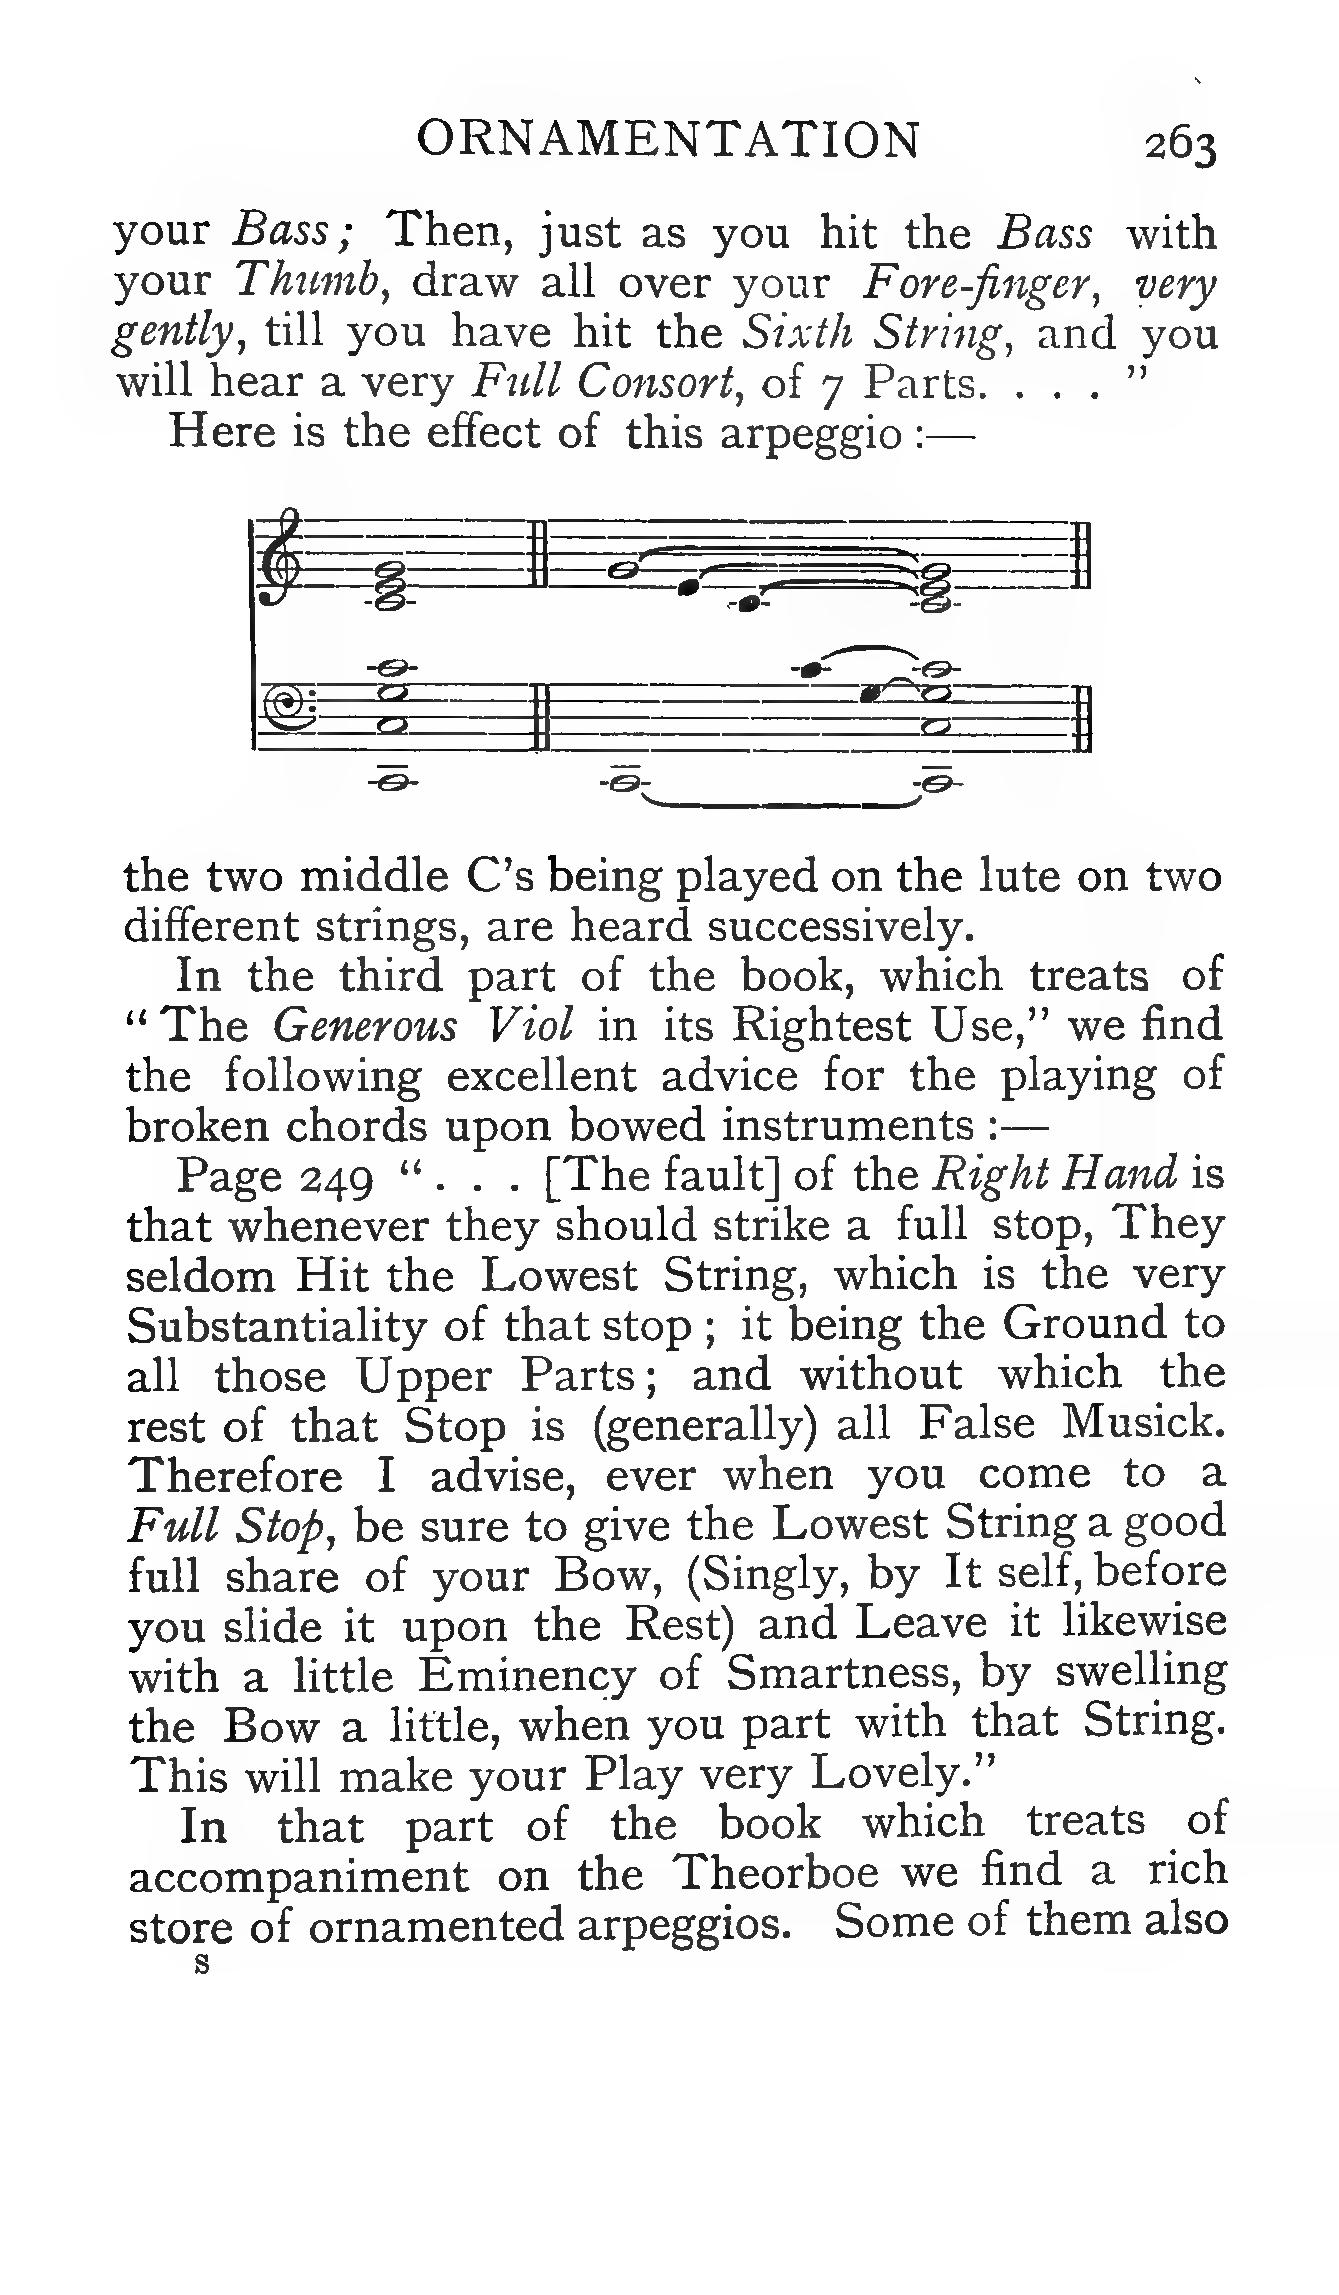 ORNAMENTATION 263
your Bass; Then, just as you hit the Bass with
your Thumb, draw all over your Fore-finger, very
gently, till you have hit the Sixth String, and you
will hear a very Full Consort, of 7 Parts. . . . ”
Here is the effect of this arpeggio :—
the two middle C’s being played on the lute on two
different strings, are heard successively.
In the third part of the book, which treats of
“ The Generous Viol in its Rightest Use,” we find
the following excellent advice for the playing of
broken chords upon bowed instruments :—
Page 249 “ . . . [The fault] of the Right Hand is
that whenever they should strike a full stop, They
seldom Hit the Lowest String, which is the very
Substantiality of that stop ; it being the Ground to
all those Upper Parts ; and without which the
rest of that Stop is (generally) all False Musick.
Therefore I advise, ever when you come to a
Full Stop, be sure to give the Lowest String a good
full share of your Bow, (Singly, by It self, before
you slide it upon the Rest) and Leave it likewise
with a little Eminency of Smartness, by swelling
the Bow a little, when you part with that String.
This will make your Play very Lovely.”
In that part of the book which treats of
accompaniment on the Theorboe we find a rich
store of ornamented arpeggios. Some of them also
S